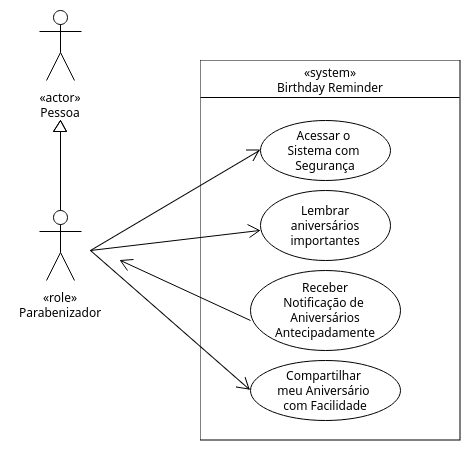 «actor»
Pessoa
«role»
Parabenizador
«system»
Birthday Reminder
Acessar o
Sistema com
Segurança
Lembrar
aniversários
importantes
Receber
Notificação de
Aniversários
Antecipadamente
Compartilhar
meu Aniversário
com Facilidade